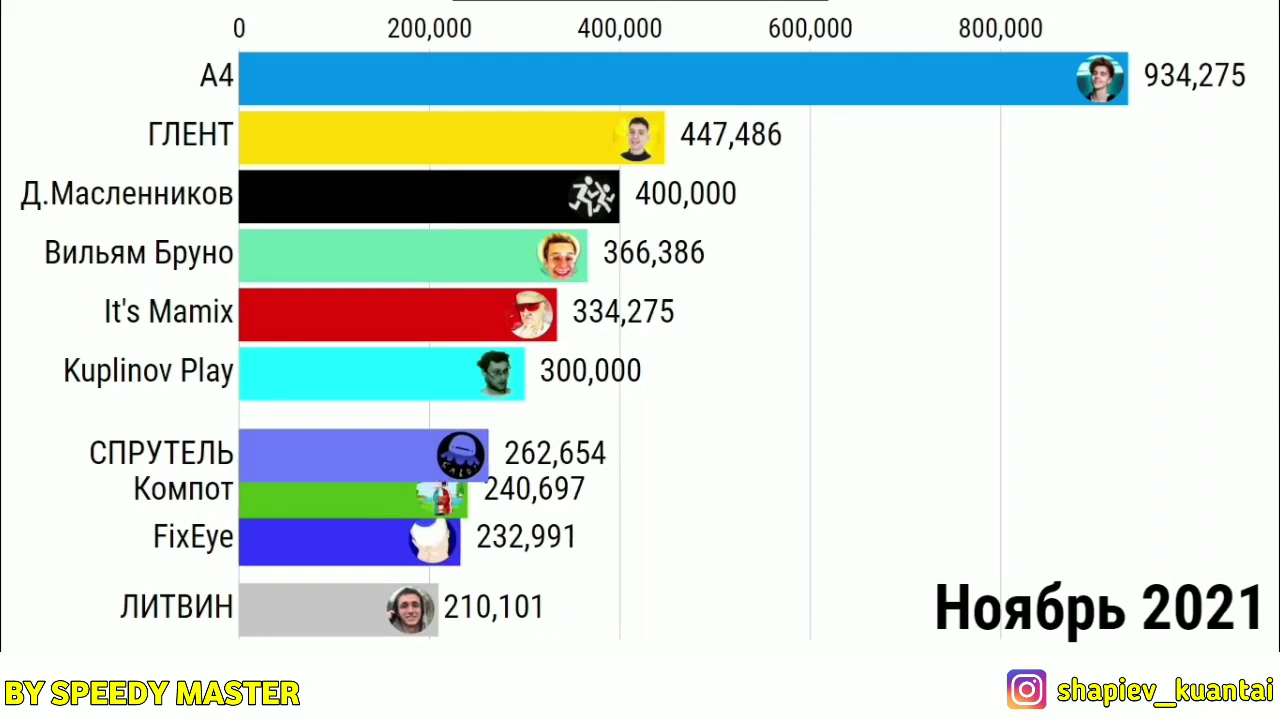 0 200,000 400,000 600,000 800,000
A4 934,275
ГЛЕНТ 447,486
Д.Масленников 400,000
Вильям Бруно 366,386
It's Mamix 334,275
Kuplinov Play 300,000
СПРУТЕЛЬ 262,654
Компот 240,697
FixEye 232,991
ЛИТВИН 210,101
Ноябрь 2021
BY SPEEDY MASTER
shapiev_kuantai